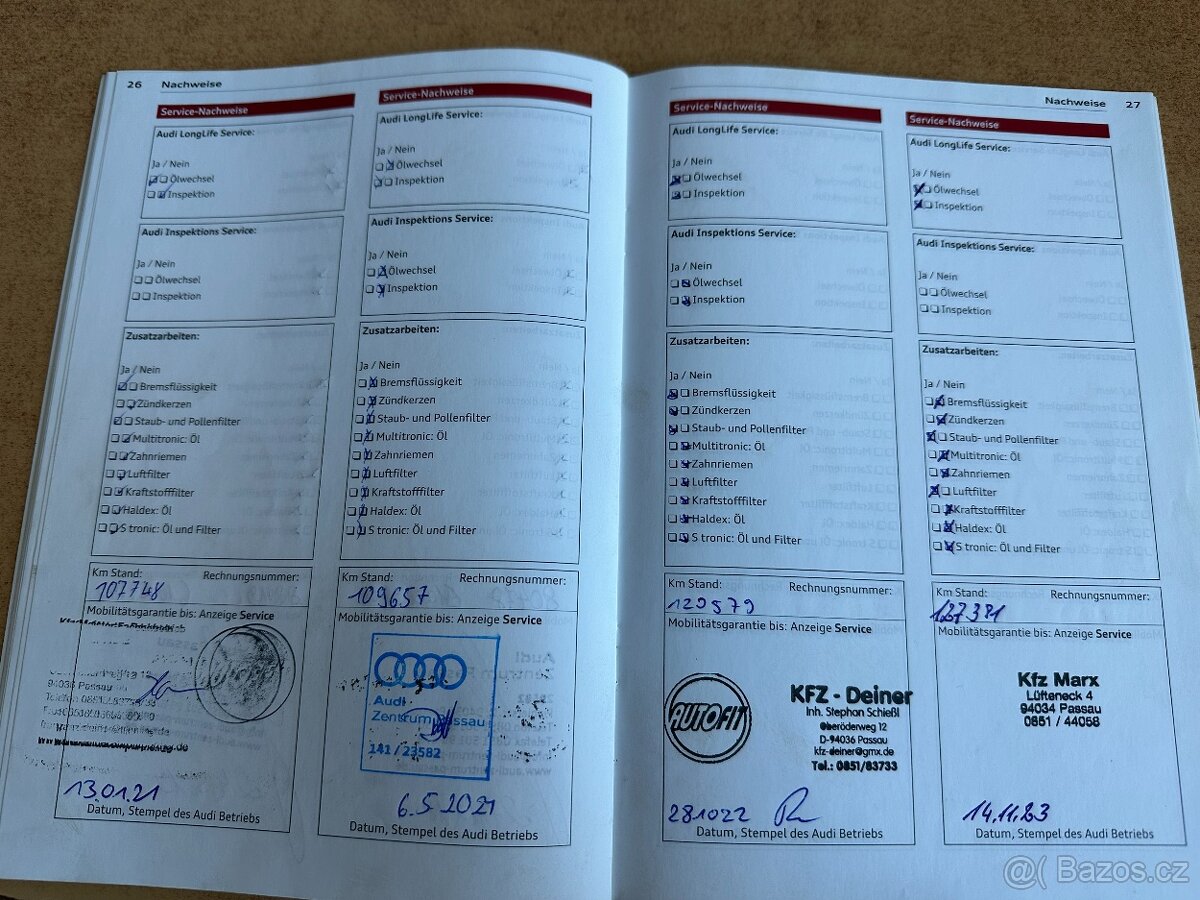 26 Nachweise
Service-Nachweise
Audi LongLife Service:
Ja / Nein
Ölwechsel
Inspektion
Audi Inspektions Service:
Ja / Nein
Ölwechsel
Inspektion
Zusatzarbeiten:
Ja / Nein
Bremsflüssigkeit
Zündkerzen
Staub- und Pollenfilter
Multitronic: Öl
Zahnriemen
Luftfilter
Kraftstofffilter
Haldex: Öl
S tronic: Öl und Filter
Km Stand: Rechnungsnummer:
107748
Mobilitätsgarantie bis: Anzeige Service
94036 Passau
13.01.21
Datum, Stempel des Audi Betriebs
Service-Nachweise
Audi LongLife Service:
Ja / Nein
Ölwechsel
Inspektion
Audi Inspektions Service:
Ja / Nein
Ölwechsel
Inspektion
Zusatzarbeiten:
Ja / Nein
Bremsflüssigkeit
Zündkerzen
Staub- und Pollenfilter
Multitronic: Öl
Zahnriemen
Luftfilter
Kraftstofffilter
Haldex: Öl
S tronic: Öl und Filter
Km Stand: Rechnungsnummer:
109657
Mobilitätsgarantie bis: Anzeige Service
Audi
Zentrum Passau
141 / 23582
6.5.2021
Datum, Stempel des Audi Betriebs
Nachweise 27
Service-Nachweise
Audi LongLife Service:
Ja / Nein
Ölwechsel
Inspektion
Audi Inspektions Service:
Ja / Nein
Ölwechsel
Inspektion
Zusatzarbeiten:
Ja / Nein
Bremsflüssigkeit
Zündkerzen
Staub- und Pollenfilter
Multitronic: Öl
Zahnriemen
Luftfilter
Kraftstofffilter
Haldex: Öl
S tronic: Öl und Filter
Km Stand: Rechnungsnummer:
Mobilitätsgarantie bis: Anzeige Service
AUTOFIT
KFZ - Deiner
Inh. Stephan Schießl
Oberöderweg 12
D-94036 Passau
kfz-deiner@gmx.de
Tel.: 0851/83733
281022
Datum, Stempel des Audi Betriebs
Service-Nachweise
Audi LongLife Service:
Ja / Nein
Ölwechsel
Inspektion
Audi Inspektions Service:
Ja / Nein
Ölwechsel
Inspektion
Zusatzarbeiten:
Ja / Nein
Bremsflüssigkeit
Zündkerzen
Staub- und Pollenfilter
Multitronic: Öl
Zahnriemen
Luftfilter
Kraftstofffilter
Haldex: Öl
S tronic: Öl und Filter
Km Stand: Rechnungsnummer:
127381
Mobilitätsgarantie bis: Anzeige Service
Kfz Marx
Lüfteneck 4
94034 Passau
0851 / 44058
14.11.23
Datum, Stempel des Audi Betriebs
@( Bazos.cz